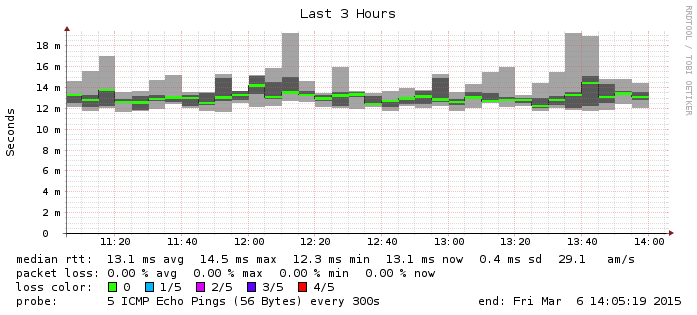 Last 3 Hours
RRDTOOL / TOBI OETIKER
Seconds
18 m
16 m
14 m
12 m
10 m
8 m
6 m
4 m
2 m
0
11:20 11:40 12:00 12:20 12:40 13:00 13:20 13:40 14:00
median rtt: 13.1 ms avg 14.5 ms max 12.3 ms min 13.1 ms now 0.4 ms sd 29.1 am/s
packet loss: 0.00 % avg 0.00 % max 0.00 % min 0.00 % now
loss color: 0 1/5 2/5 3/5 4/5
probe: 5 ICMP Echo Pings (56 Bytes) every 300s end: Fri Mar 6 14:05:19 2015